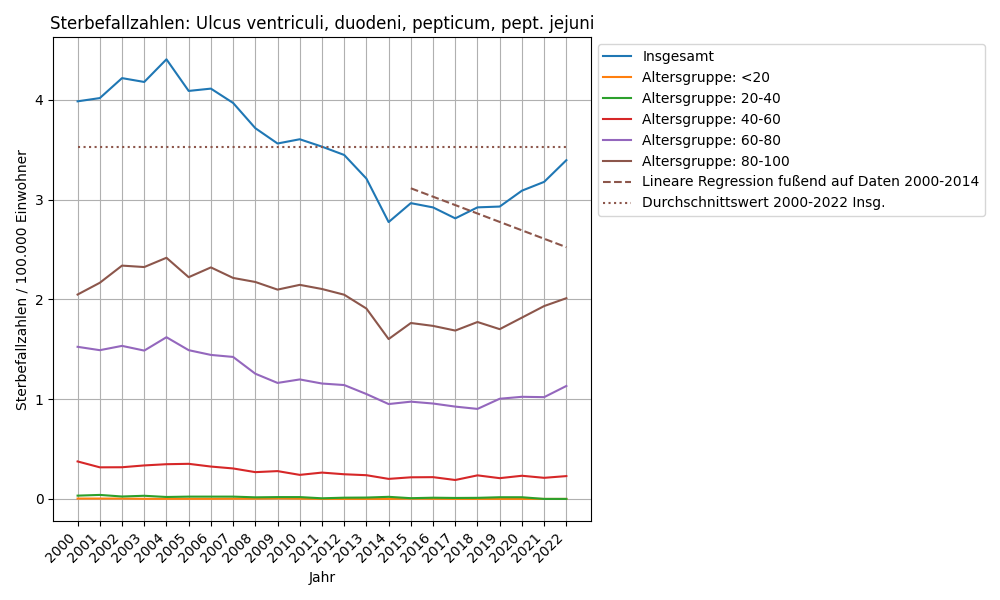 Sterbefallzahlen: Ulcus ventriculi, duodeni, pepticum, pept. jejuni
Sterbefallzahlen / 100.000 Einwohner
4
3
2
1
0
2000
2001
2002
2003
2004
2005
2006
2007
2008
2009
2010
2011
2012
2013
2014
2015
2016
2017
2018
2019
2020
2021
2022
Jahr
Insgesamt
Altersgruppe: <20
Altersgruppe: 20-40
Altersgruppe: 40-60
Altersgruppe: 60-80
Altersgruppe: 80-100
Lineare Regression fußend auf Daten 2000-2014
Durchschnittswert 2000-2022 Insg.